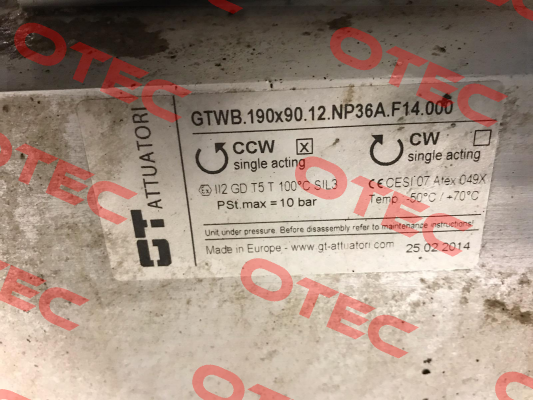 GT ATTUATORI
GTWB.190x90.12.NP36A.F14.000
CCW x
single acting
CW
single acting
II2 GD T5 T 100°C SIL3
PSt.max = 10 bar
CE CESI 07 Atex 049X
Temp -50°C / +70°C
Unit under pressure. Before disassembly refer to maintenance instructions!
Made in Europe - www.gt-attuatori.com 25 02 2014
OTEC
OTEC
OTEC
OTEC
OTEC
OTEC
OTEC